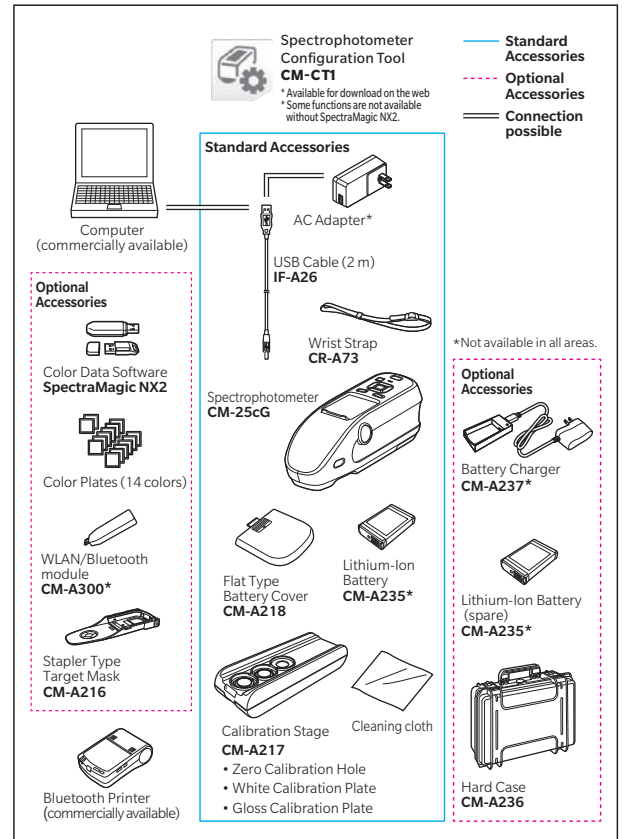 Spectrophotometer
Configuration Tool
CM-CT1
* Available for download on the web
* Some functions are not available
without SpectraMagic NX2.
Standard
Accessories
Optional
Accessories
Connection
possible
Computer
(commercially available)
Standard Accessories
AC Adapter*
USB Cable (2 m)
IF-A26
Wrist Strap
CR-A73
Spectrophotometer
CM-25cG
Flat Type
Battery Cover
CM-A218
Lithium-Ion
Battery
CM-A235*
Calibration Stage
CM-A217
• Zero Calibration Hole
• White Calibration Plate
• Gloss Calibration Plate
Cleaning cloth
Optional
Accessories
Color Data Software
SpectraMagic NX2
Color Plates (14 colors)
WLAN/Bluetooth
module
CM-A300*
Stapler Type
Target Mask
CM-A216
Bluetooth Printer
(commercially available)
*Not available in all areas.
Optional
Accessories
Battery Charger
CM-A237*
Lithium-Ion Battery
(spare)
CM-A235*
Hard Case
CM-A236